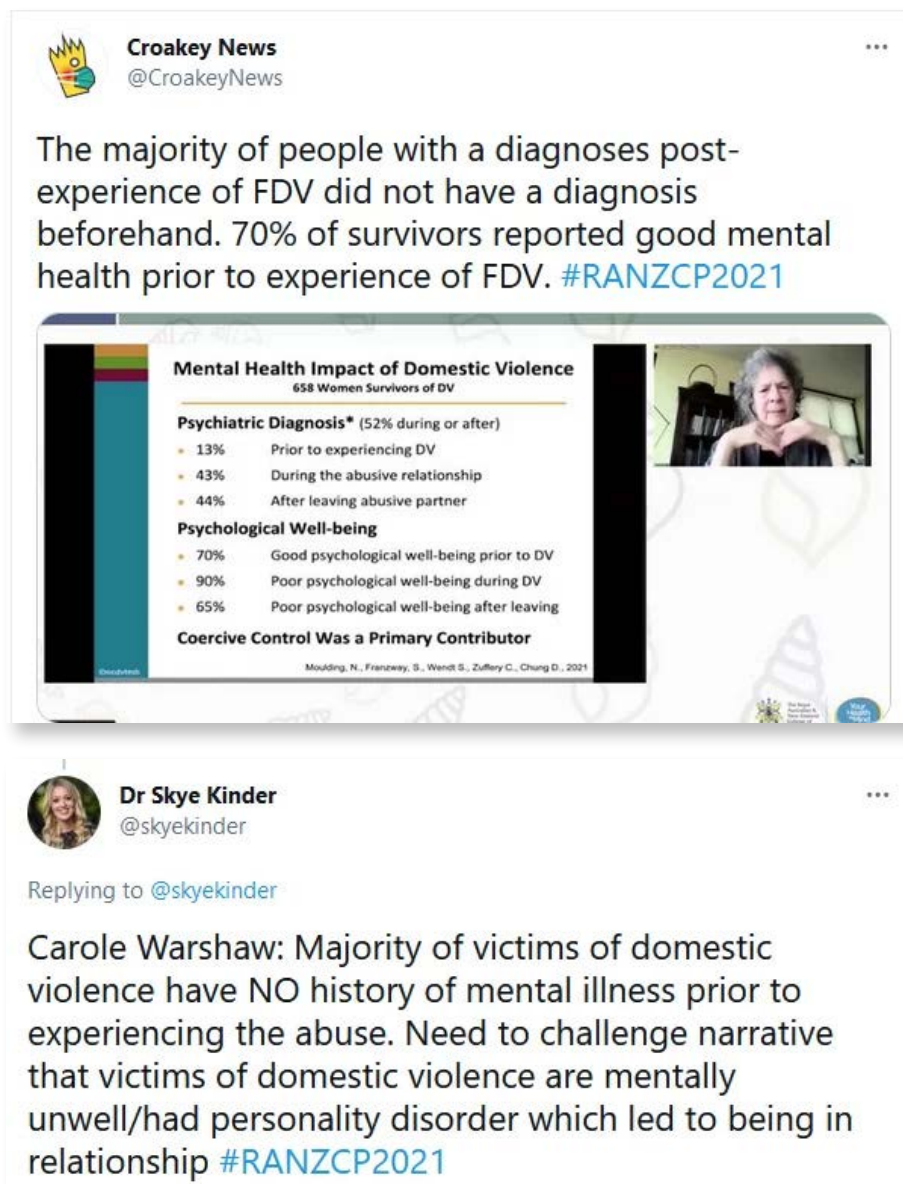 Croakey News
@CroakeyNews
The majority of people with a diagnoses post-
experience of FDV did not have a diagnosis
beforehand. 70% of survivors reported good mental
health prior to experience of FDV. #RANZCP2021
Mental Health Impact of Domestic Violence
658 Women Survivors of DV
Psychiatric Diagnosis* (52% during or after)
• 13% Prior to experiencing DV
• 43% During the abusive relationship
• 44% After leaving abusive partner
Psychological Well-being
• 70% Good psychological well-being prior to DV
• 90% Poor psychological well-being during DV
• 65% Poor psychological well-being after leaving
Coercive Control Was a Primary Contributor
Moulding, N., Franzway, S., Wendt S., Zuffery C., Chung D., 2021
Your
Health
in Mind
Dr Skye Kinder
@skyekinder
Replying to @skyekinder
Carole Warshaw: Majority of victims of domestic
violence have NO history of mental illness prior to
experiencing the abuse. Need to challenge narrative
that victims of domestic violence are mentally
unwell/had personality disorder which led to being in
relationship #RANZCP2021